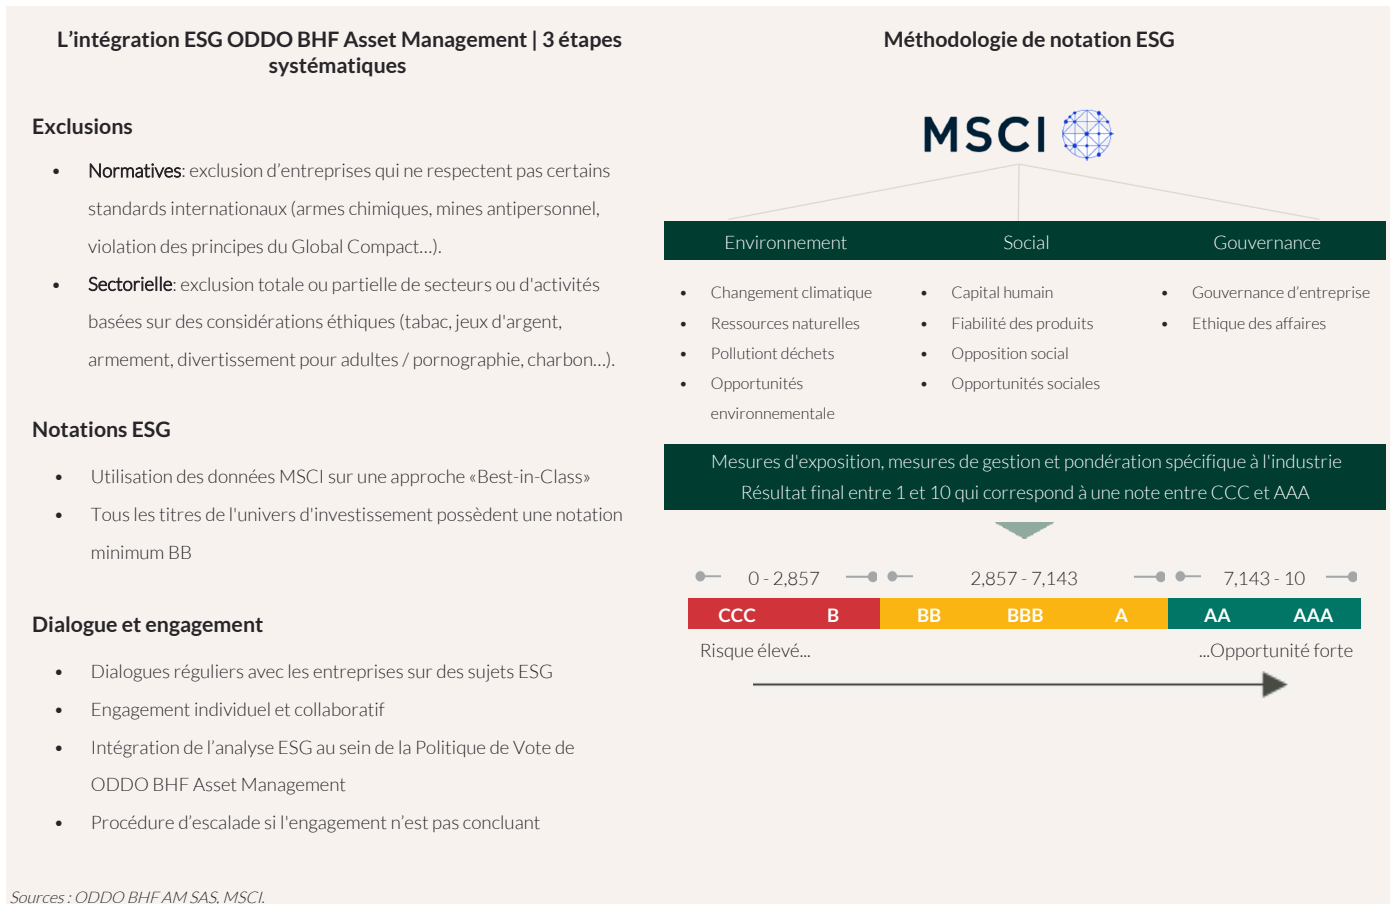 L’intégration ESG ODDO BHF Asset Management | 3 étapes
systématiques
Exclusions
• Normatives: exclusion d’entreprises qui ne respectent pas certains
standards internationaux (armes chimiques, mines antipersonnel,
violation des principes du Global Compact…).
• Sectorielle: exclusion totale ou partielle de secteurs ou d'activités
basées sur des considérations éthiques (tabac, jeux d'argent,
armement, divertissement pour adultes / pornographie, charbon…).
Notations ESG
• Utilisation des données MSCI sur une approche «Best-in-Class»
• Tous les titres de l'univers d'investissement possèdent une notation
minimum BB
Dialogue et engagement
• Dialogues réguliers avec les entreprises sur des sujets ESG
• Engagement individuel et collaboratif
• Intégration de l’analyse ESG au sein de la Politique de Vote de
ODDO BHF Asset Management
• Procédure d’escalade si l'engagement n’est pas concluant
Méthodologie de notation ESG
MSCI
Environnement Social Gouvernance
• Changement climatique
• Ressources naturelles
• Pollutiont déchets
• Opportunités
environnementale
• Capital humain
• Fiabilité des produits
• Opposition social
• Opportunités sociales
• Gouvernance d’entreprise
• Ethique des affaires
Mesures d'exposition, mesures de gestion et pondération spécifique à l'industrie
Résultat final entre 1 et 10 qui correspond à une note entre CCC et AAA
0 - 2,857 2,857 - 7,143 7,143 - 10
CCC B BB BBB A AA AAA
Risque élevé... ...Opportunité forte
Sources : ODDO BHF AM SAS, MSCI.